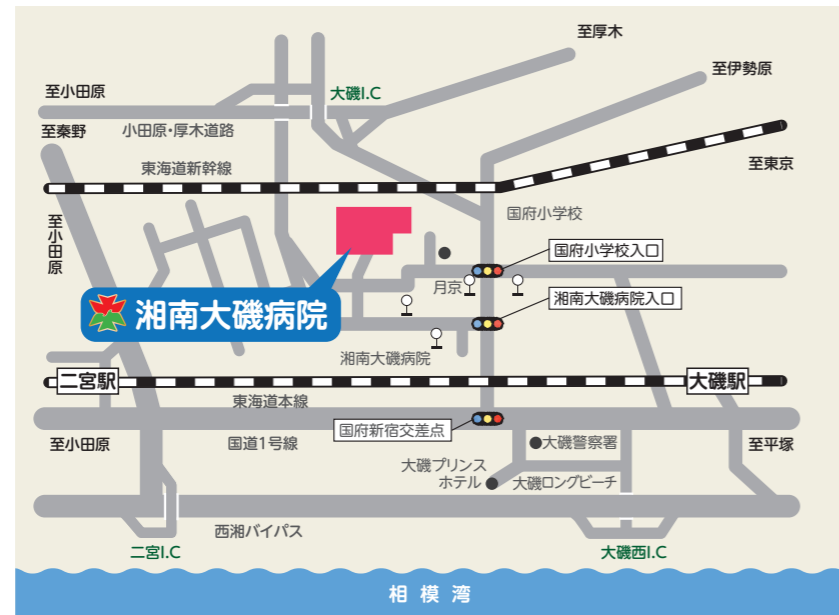 至厚木
至伊勢原
至小田原
大磯I.C
至秦野
小田原・厚木道路
東海道新幹線
至東京
至小田原
国府小学校
国府小学校入口
月京
湘南大磯病院入口
湘南大磯病院
湘南大磯病院
二宮駅
大磯駅
東海道本線
国府新宿交差点
至小田原
国道1号線
大磯警察署
至平塚
大磯プリンス
ホテル
大磯ロングビーチ
西湘バイパス
二宮I.C
大磯西I.C
相模湾